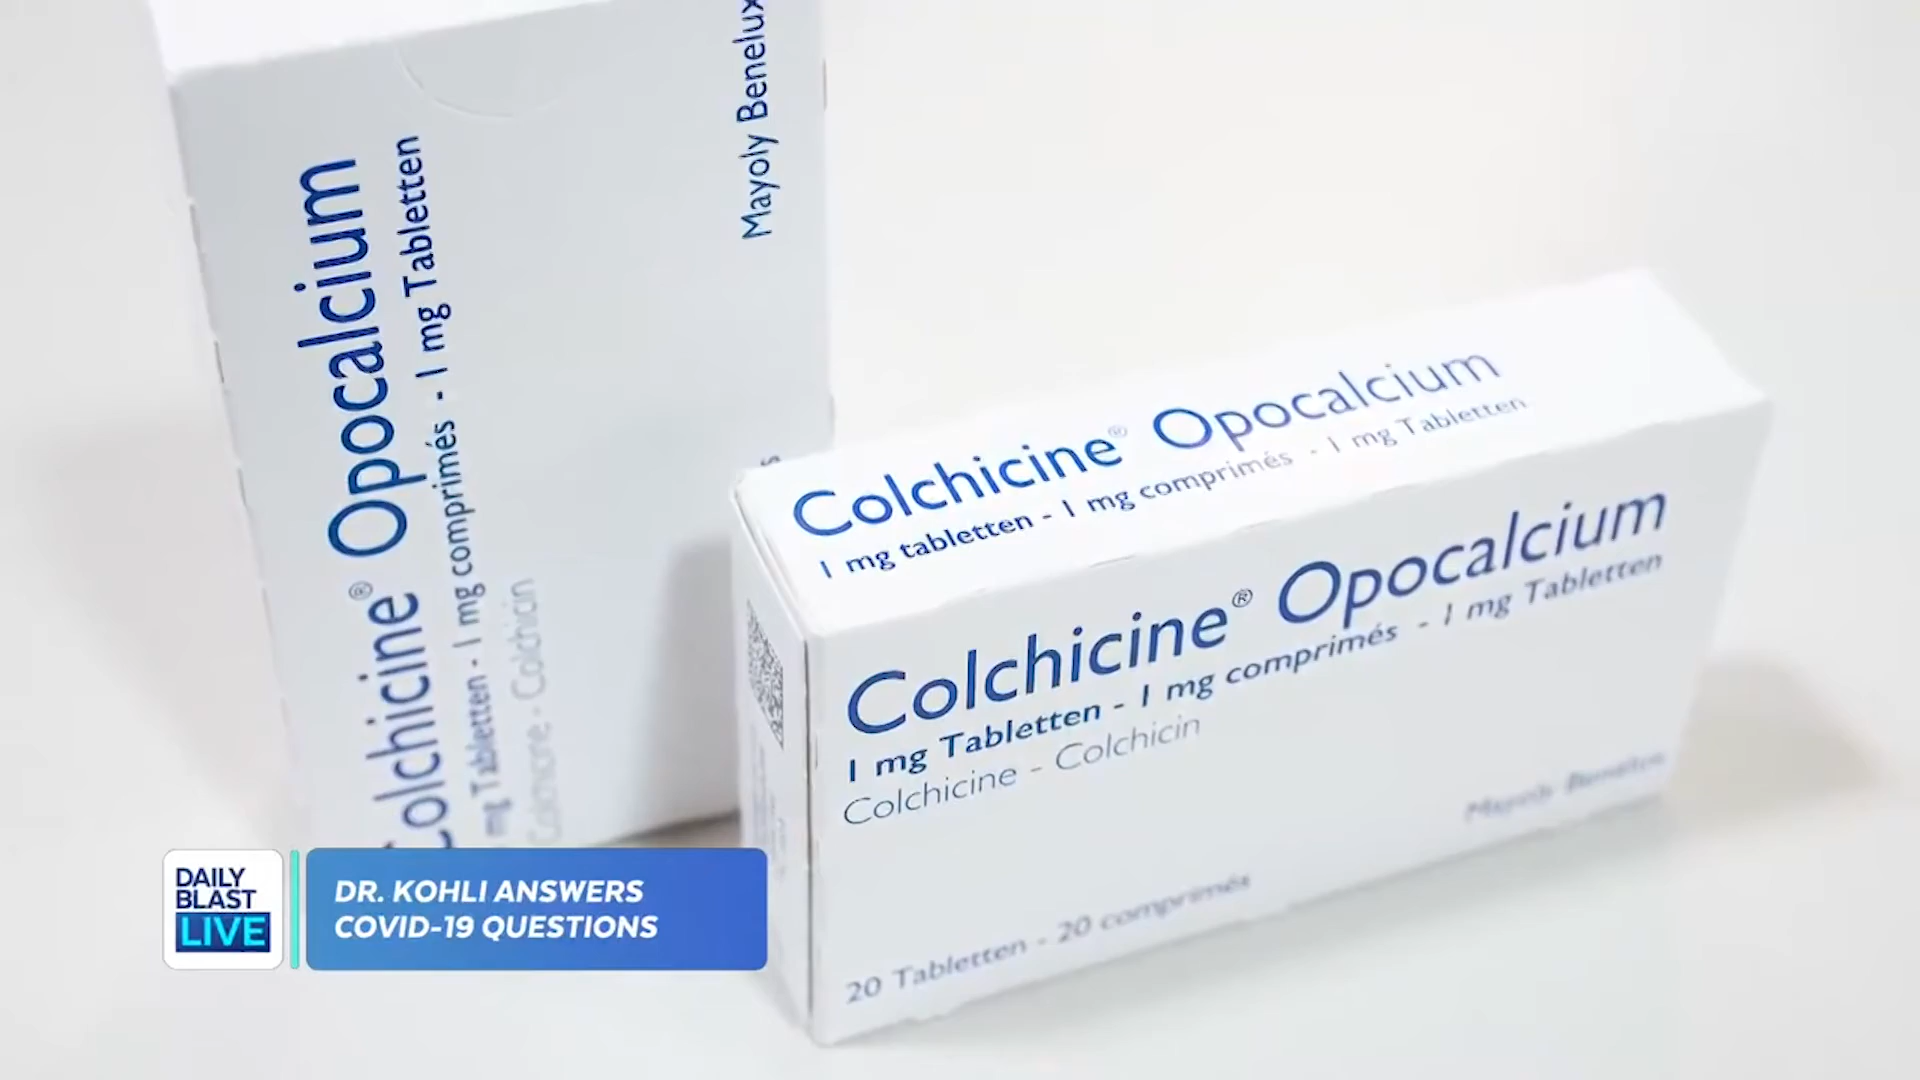 Colchicine® Opocalcium
mg Tabletten - 1 mg comprimés - 1 mg Tabletten
Colchicine - Colchicin
Mayoly Benelux
Colchicine® Opocalcium
1 mg tabletten - 1 mg comprimés - 1 mg Tabletten
Colchicine® Opocalcium
1 mg Tabletten - 1 mg comprimés - 1 mg Tabletten
Colchicine - Colchicin
Mayoly Benelux
20 Tabletten - 20 comprimés
DAILY
BLAST
LIVE
DR. KOHLI ANSWERS
COVID-19 QUESTIONS